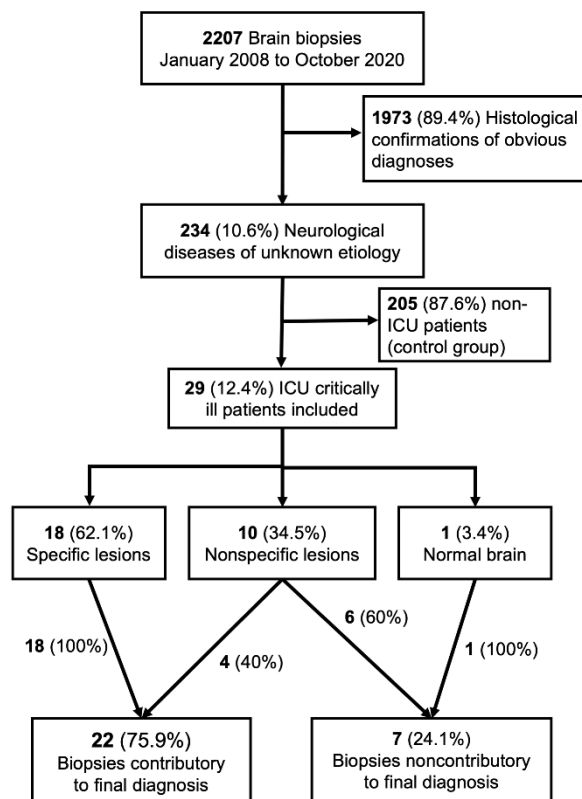 2207 Brain biopsies
January 2008 to October 2020
1973 (89.4%) Histological
confirmations of obvious
diagnoses
234 (10.6%) Neurological
diseases of unknown etiology
205 (87.6%) non-
ICU patients
(control group)
29 (12.4%) ICU critically
ill patients included
18 (62.1%)
Specific lesions
10 (34.5%)
Nonspecific lesions
1 (3.4%)
Normal brain
18 (100%)
4 (40%)
6 (60%)
1 (100%)
22 (75.9%)
Biopsies contributory
to final diagnosis
7 (24.1%)
Biopsies noncontributory
to final diagnosis